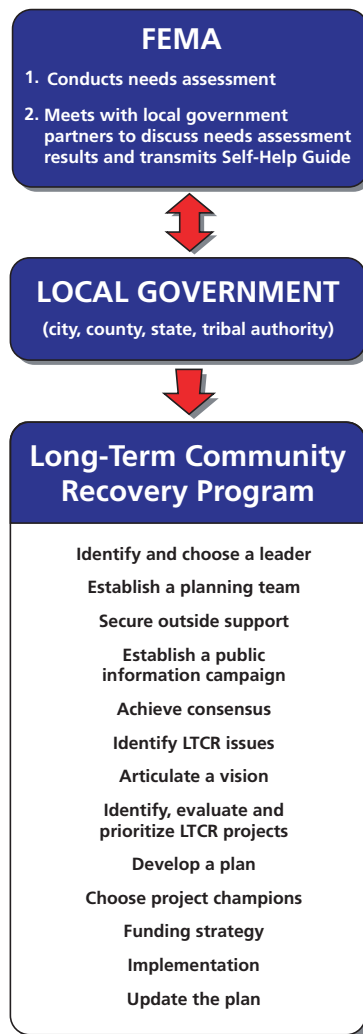 FEMA
1. Conducts needs assessment
2. Meets with local government
partners to discuss needs assessment
results and transmits Self-Help Guide
LOCAL GOVERNMENT
(city, county, state, tribal authority)
Long-Term Community
Recovery Program
Identify and choose a leader
Establish a planning team
Secure outside support
Establish a public
information campaign
Achieve consensus
Identify LTCR issues
Articulate a vision
Identify, evaluate and
prioritize LTCR projects
Develop a plan
Choose project champions
Funding strategy
Implementation
Update the plan